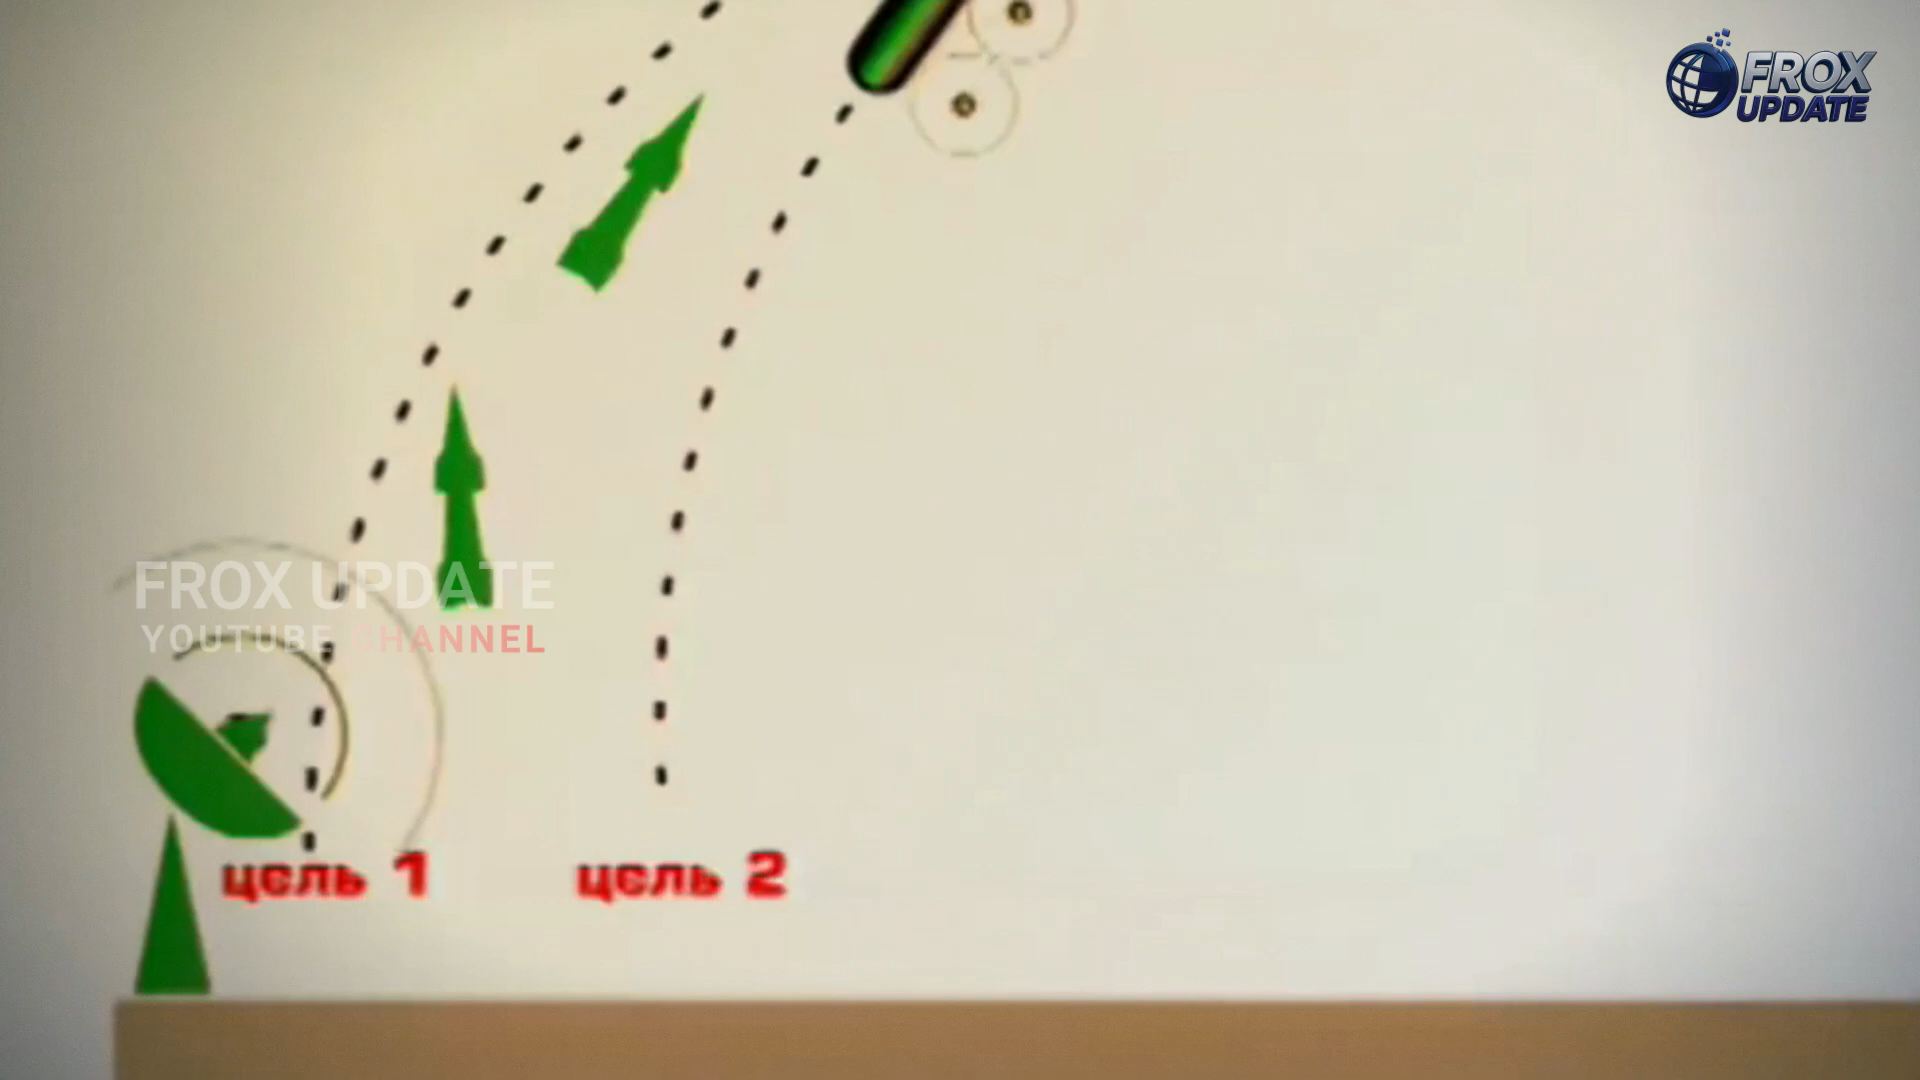 FROX
UPDATE
FROX UPDATE
YOUTUBE CHANNEL
цель 1
цель 2